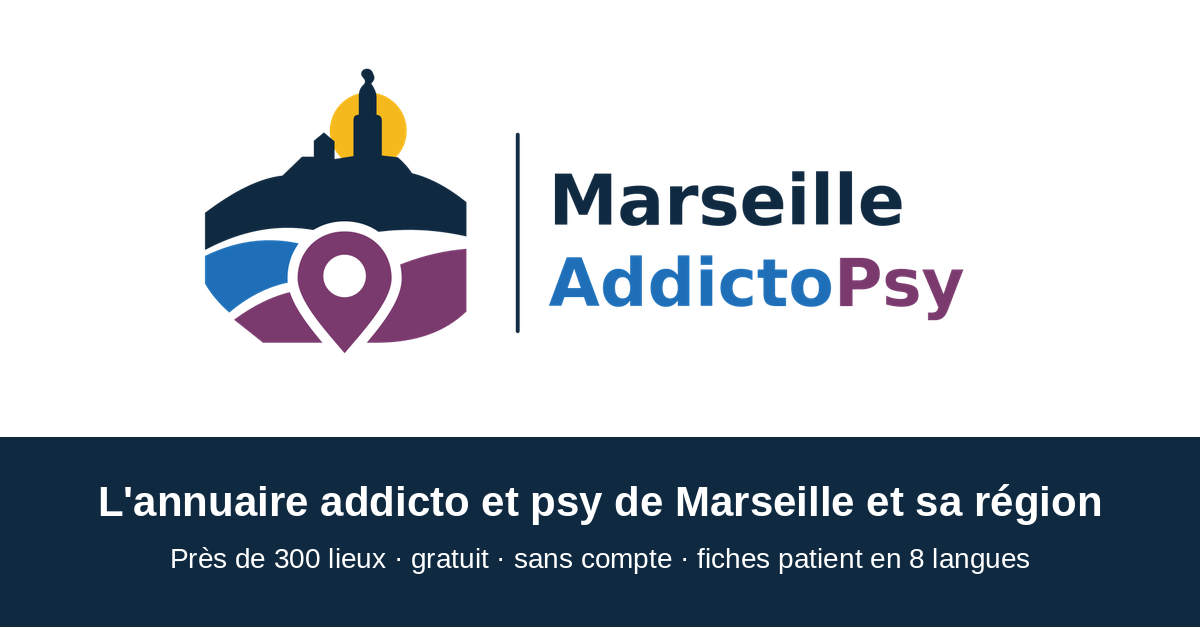 Marseille
AddictoPsy
L'annuaire addicto et psy de Marseille et sa région
Près de 300 lieux · gratuit · sans compte · fiches patient en 8 langues